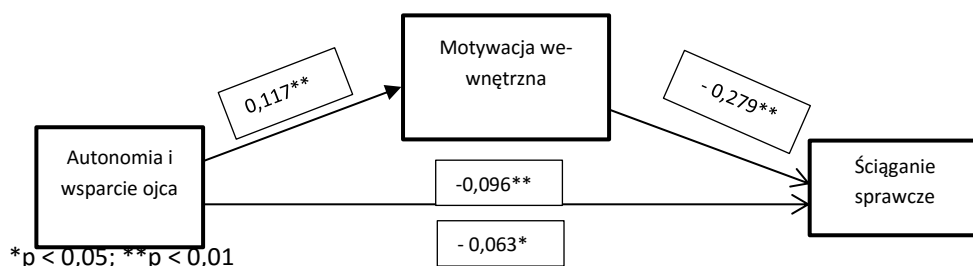 Motywacja we-
wnętrzna
0,117**
- 0,279**
Autonomia i
wsparcie ojca
-0,096**
- 0,063*
Ściąganie
sprawcze
*p < 0,05; **p < 0,01